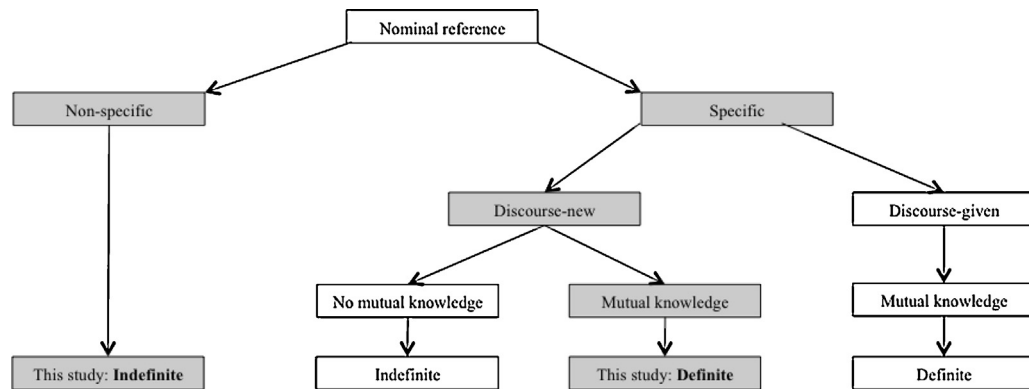 Nominal reference
Non-specific
Specific
Discourse-new
Discourse-given
No mutual knowledge
Mutual knowledge
Mutual knowledge
This study: Indefinite
Indefinite
This study: Definite
Definite